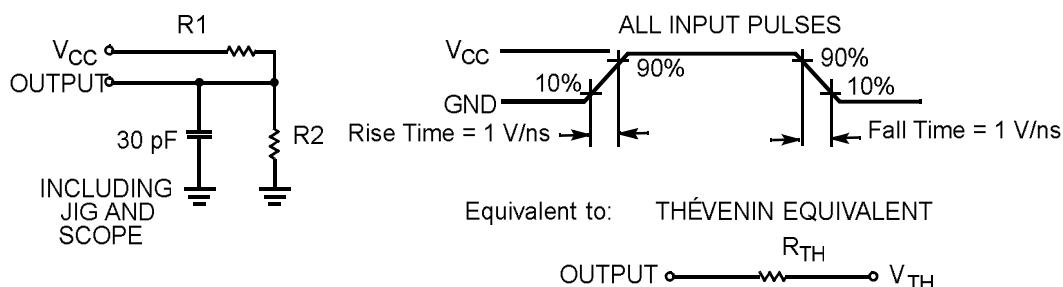 R1
VCC
OUTPUT
30 pF
R2
INCLUDING
JIG AND
SCOPE
ALL INPUT PULSES
VCC
GND
10%
90%
90%
10%
Rise Time = 1 V/ns
Fall Time = 1 V/ns
Equivalent to: THÉVENIN EQUIVALENT
RTH
OUTPUT VTH